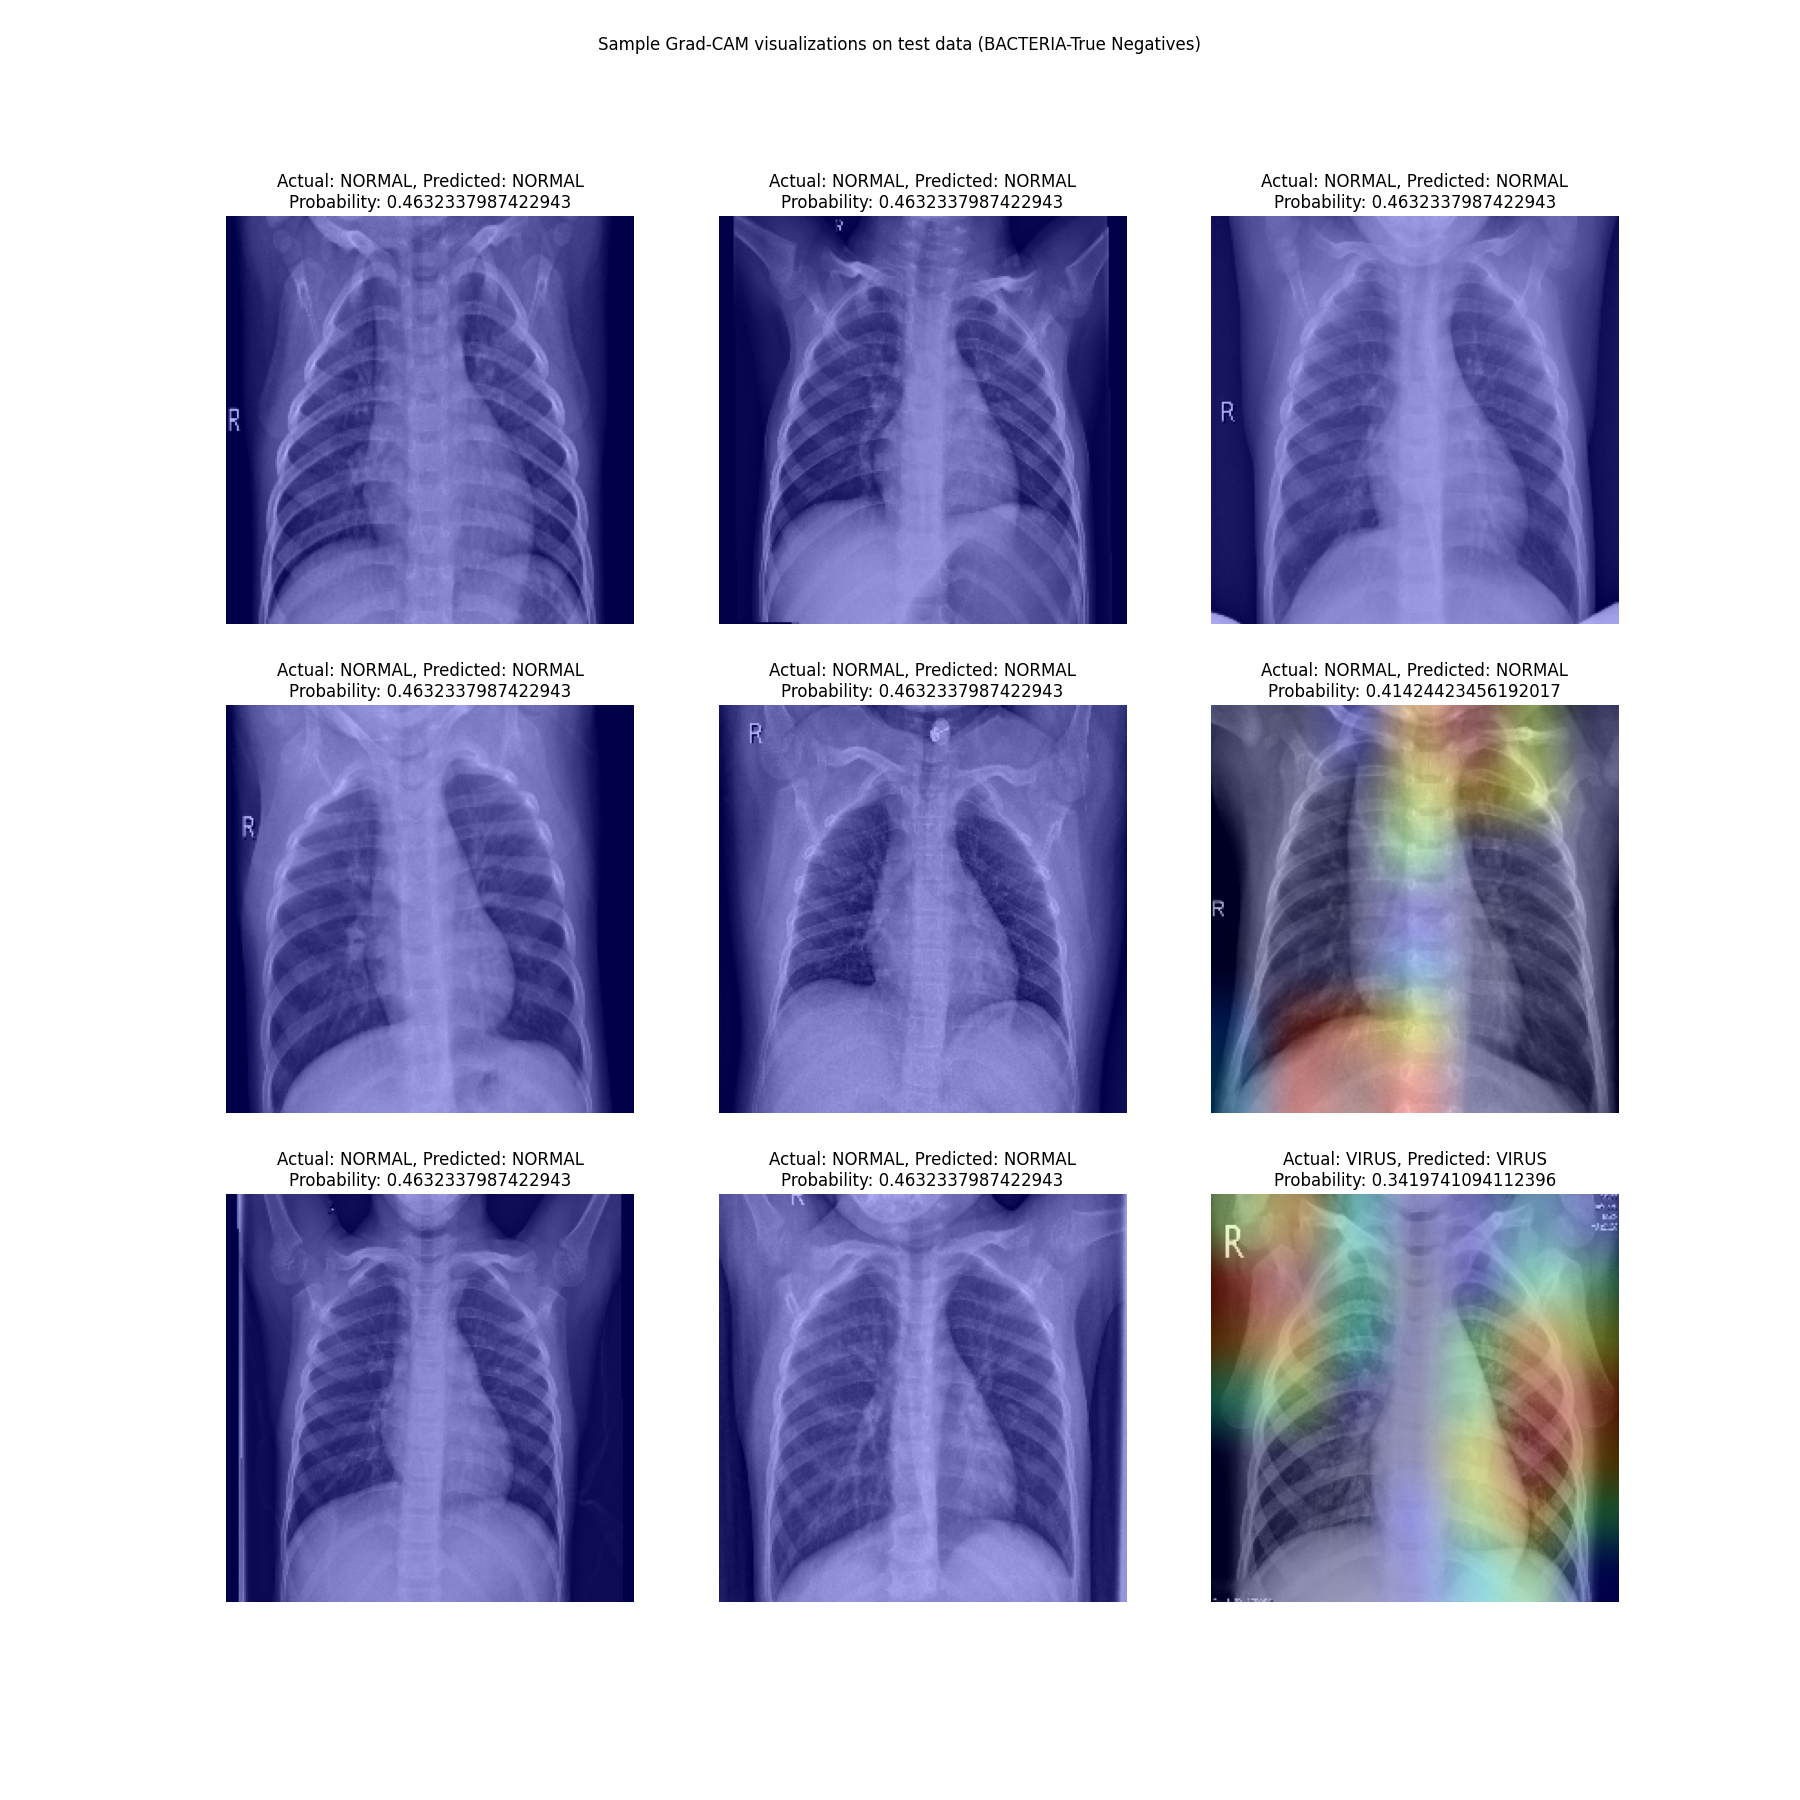 Sample Grad-CAM visualizations on test data (BACTERIA-True Negatives)
Actual: NORMAL, Predicted: NORMAL
Probability: 0.4632337987422943
Actual: NORMAL, Predicted: NORMAL
Probability: 0.4632337987422943
Actual: NORMAL, Predicted: NORMAL
Probability: 0.4632337987422943
R
R
R
Actual: NORMAL, Predicted: NORMAL
Probability: 0.4632337987422943
Actual: NORMAL, Predicted: NORMAL
Probability: 0.4632337987422943
Actual: NORMAL, Predicted: NORMAL
Probability: 0.41424423456192017
R
R
R
Actual: NORMAL, Predicted: NORMAL
Probability: 0.4632337987422943
Actual: NORMAL, Predicted: NORMAL
Probability: 0.4632337987422943
Actual: VIRUS, Predicted: VIRUS
Probability: 0.3419741094112396
R
R